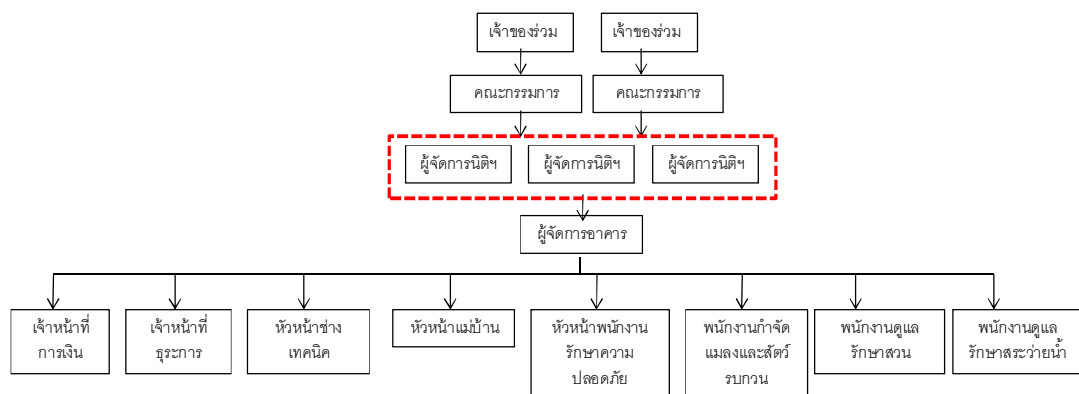 เจ้าของร่วม
เจ้าของร่วม
คณะกรรมการ
คณะกรรมการ
ผู้จัดการนิติฯ
ผู้จัดการนิติฯ
ผู้จัดการนิติฯ
ผู้จัดการอาคาร
เจ้าหน้าที่
การเงิน
เจ้าหน้าที่
ธุระการ
หัวหน้าช่าง
เทคนิค
หัวหน้าแม่บ้าน
หัวหน้าพนักงาน
รักษาความ
ปลอดภัย
พนักงานกำจัด
แมลงและสัตว์
รบกวน
พนักงานดูแล
รักษาสวน
พนักงานดูแล
รักษาสระว่ายน้ำ